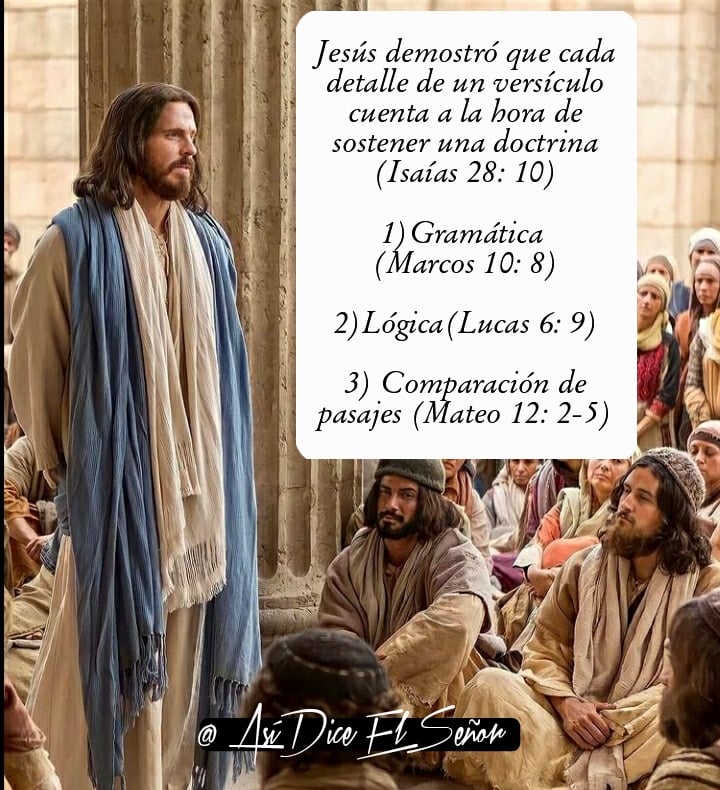 Jesús demostró que cada
detalle de un versículo
cuenta a la hora de
sostener una doctrina
(Isaías 28: 10)
1) Gramática
(Marcos 10: 8)
2) Lógica (Lucas 6: 9)
3) Comparación de
pasajes (Mateo 12: 2-5)
@ Así Dice El Señor